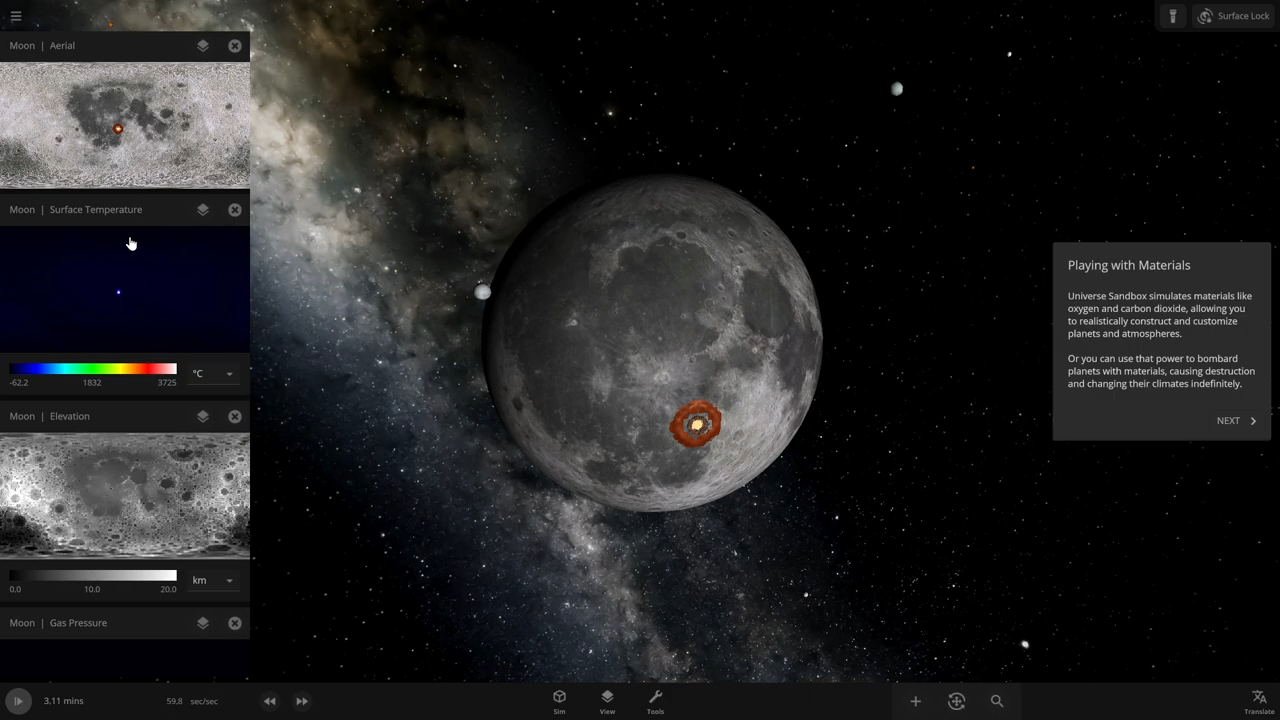 Surface Lock
Moon | Aerial
Moon | Surface Temperature
-62.2 1832 3725 °C
Moon | Elevation
0.0 10.0 20.0 km
Moon | Gas Pressure
Playing with Materials
Universe Sandbox simulates materials like
oxygen and carbon dioxide, allowing you
to realistically construct and customize
planets and atmospheres.
Or you can use that power to bombard
planets with materials, causing destruction
and changing their climates indefinitely.
NEXT
3.11 mins 59.8 sec/sec
Sim View Tools
Translate